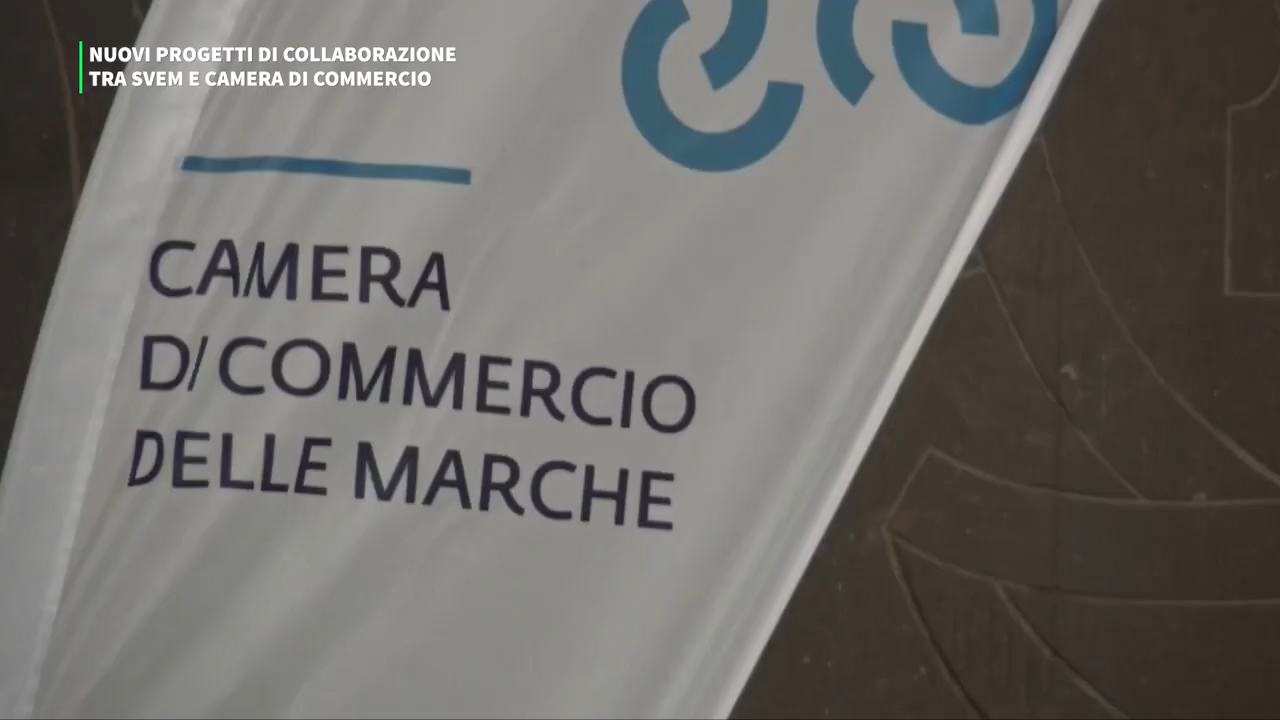 NUOVI PROGETTI DI COLLABORAZIONE
TRA SVEM E CAMERA DI COMMERCIO
CAMERA
DI COMMERCIO
DELLE MARCHE